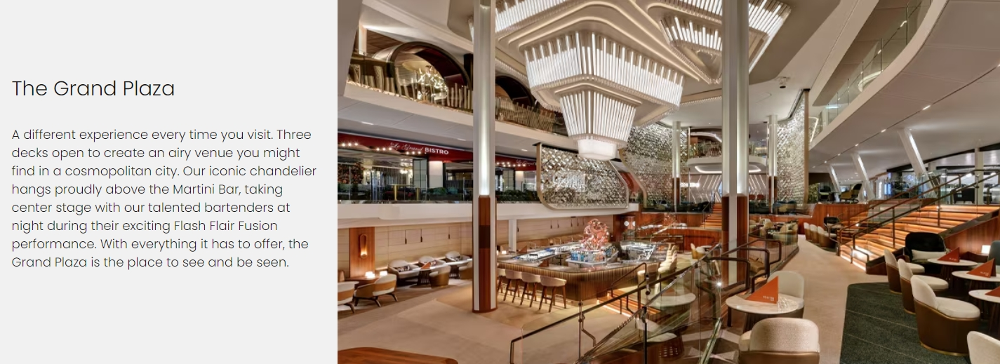 The Grand Plaza
A different experience every time you visit. Three
decks open to create an airy venue you might
find in a cosmopolitan city. Our iconic chandelier
hangs proudly above the Martini Bar, taking
center stage with our talented bartenders at
night during their exciting Flash Flair Fusion
performance. With everything it has to offer, the
Grand Plaza is the place to see and be seen.
Le Grand BISTRO